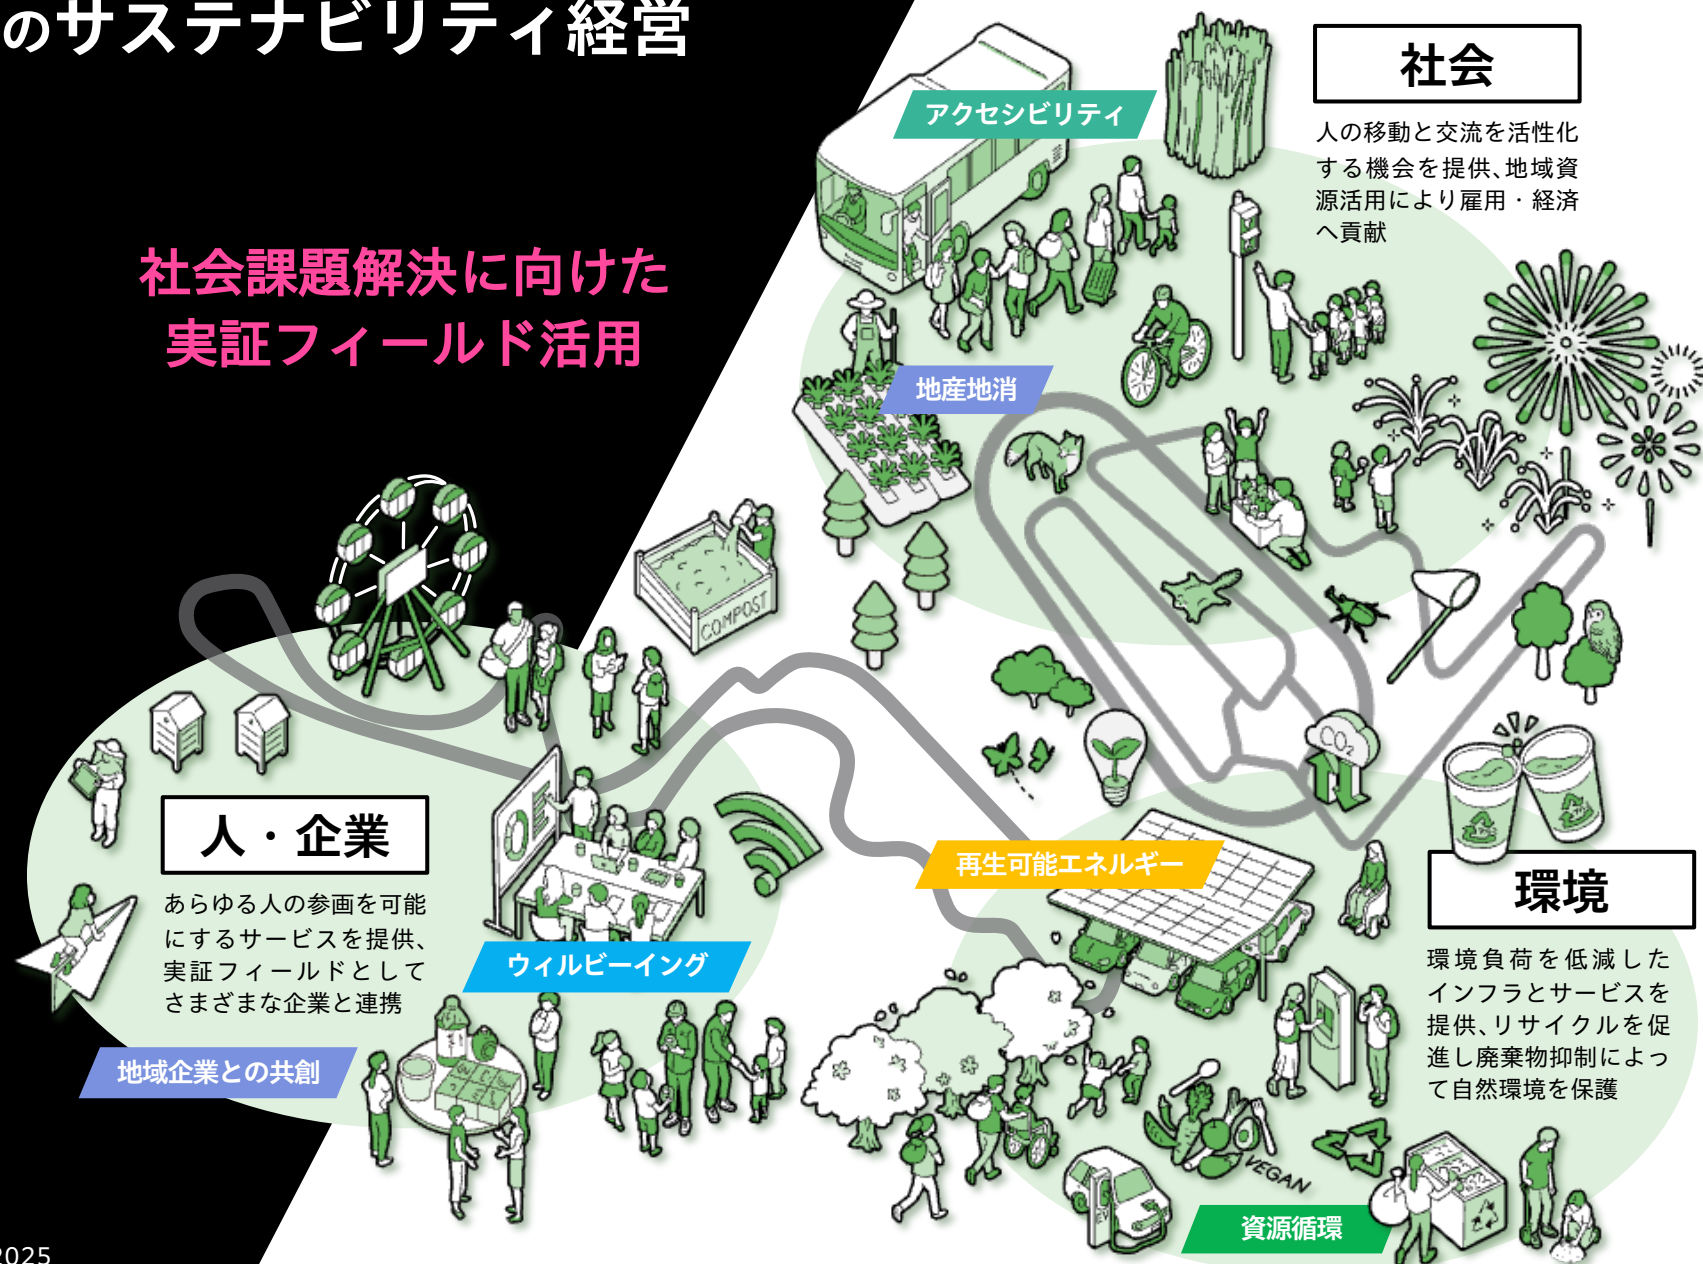 のサステナビリティ経営
社会課題解決に向けた
実証フィールド活用
社会
人の移動と交流を活性化
する機会を提供、地域資
源活用により雇用・経済
へ貢献
アクセシビリティ
地産地消
COMPOST
CO₂
人・企業
あらゆる人の参画を可能
にするサービスを提供、
実証フィールドとして
さまざまな企業と連携
ウィルビーイング
地域企業との共創
再生可能エネルギー
環境
環境負荷を低減した
インフラとサービスを
提供、リサイクルを促
進し廃棄物抑制によっ
て自然環境を保護
VEGAN
EV
資源循環
2025